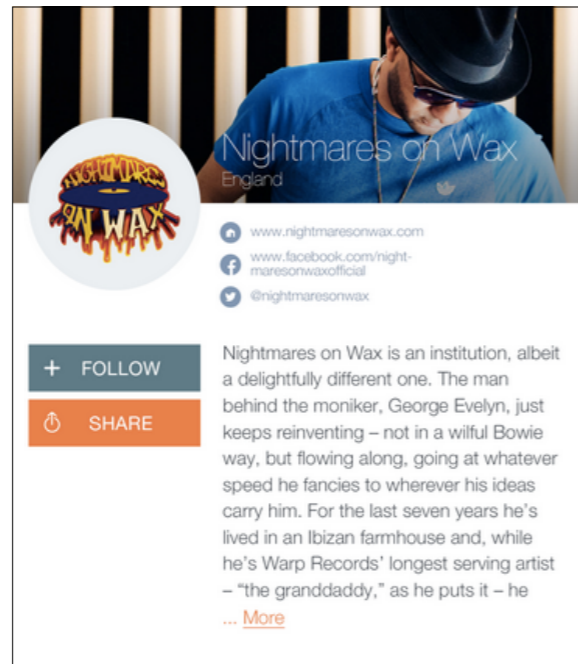 Nightmares on Wax
England
NIGHTMARES
ON WAX
www.nightmaresonwax.com
www.facebook.com/night-
maresonwaxofficial
@nightmaresonwax
+ FOLLOW
SHARE
Nightmares on Wax is an institution, albeit
a delightfully different one. The man
behind the moniker, George Evelyn, just
keeps reinventing – not in a wilful Bowie
way, but flowing along, going at whatever
speed he fancies to wherever his ideas
carry him. For the last seven years he’s
lived in an Ibizan farmhouse and, while
he’s Warp Records’ longest serving artist
– “the granddaddy,” as he puts it – he
... More